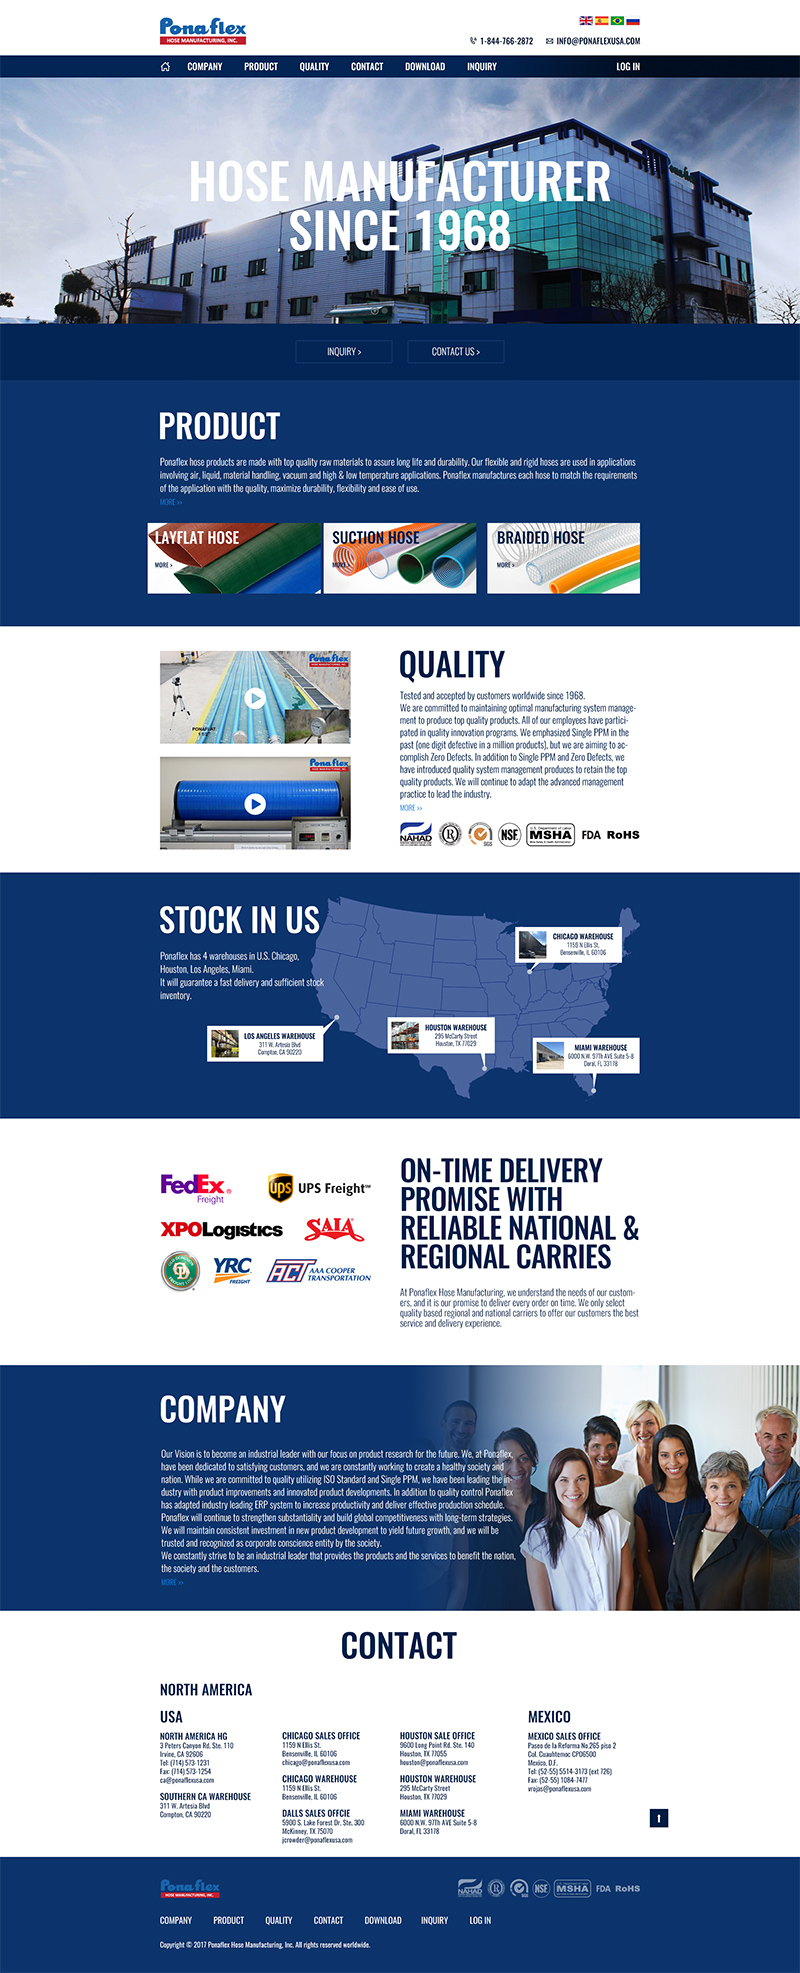 Ponaflex
HOSE MANUFACTURING, INC.
1-844-766-2872 INFO@PONAFLEXUSA.COM
COMPANY PRODUCT QUALITY CONTACT DOWNLOAD INQUIRY LOG IN
Ponaflex
HOSE MANUFACTURER
SINCE 1968
INQUIRY > CONTACT US >
PRODUCT
Ponaflex hose products are made with top quality raw materials to assure long life and durability. Our flexible and rigid hoses are used in applications
involving air, liquid, material handling, vacuum and high & low temperature applications. Ponaflex manufactures each hose to match the requirements
of the application with the quality, maximize durability, flexibility and ease of use.
MORE >>
LAYFLAT HOSE SUCTION HOSE BRAIDED HOSE
MORE > MORE > MORE >
Ponaflex
HOSE MANUFACTURING, INC.
PONAFLAT
Ponaflex
HOSE MANUFACTURING, INC.
QUALITY
Tested and accepted by customers worldwide since 1968.
We are committed to maintaining optimal manufacturing system manage-
ment to produce top quality products. All of our employees have partici-
pated in quality innovation programs. We emphasized Single PPM in the
past (one digit defective in a million products), but we are aiming to ac-
complish Zero Defects. In addition to Single PPM and Zero Defects, we
have introduced quality system management produces to retain the top
quality products. We will continue to adapt the advanced management
practice to lead the industry.
MORE >>
NAHAD R SGS NSF U.S. Department of Labor MSHA FDA RoHS
STOCK IN US
Ponaflex has 4 warehouses in U.S. Chicago,
Houston, Los Angeles, Miami.
It will guarantee a fast delivery and sufficient stock
inventory.
CHICAGO WAREHOUSE
1159 N Ellis St.
Bensenville, IL 60106
LOS ANGELES WAREHOUSE
311 W. Artesia Blvd
Compton, CA 90220
HOUSTON WAREHOUSE
295 McCarty Street
Houston, TX 77029
MIAMI WAREHOUSE
6000 N.W. 97Th AVE Suite 5-8
Doral, FL 33178
FedEx
Freight
ups UPS Freight℠
XPOLogistics SAIA
OD YRC
FREIGHT
ACT AAA COOPER
TRANSPORTATION
ON-TIME DELIVERY
PROMISE WITH
RELIABLE NATIONAL &
REGIONAL CARRIES
At Ponaflex Hose Manufacturing, we understand the needs of our custom-
ers, and it is our promise to deliver every order on time. We only select
quality based regional and national carriers to offer our customers the best
service and delivery experience.
COMPANY
Our Vision is to become an industrial leader with our focus on product research for the future. We, at Ponaflex,
have been dedicated to satisfying customers, and we are constantly working to create a healthy society and
nation. While we are committed to quality utilizing ISO Standard and Single PPM, we have been leading the in-
dustry with product improvements and innovated product developments. In addition to quality control Ponaflex
has adapted industry leading ERP system to increase productivity and deliver effective production schedule.
Ponaflex will continue to strengthen substantiality and build global competitiveness with long-term strategies.
We will maintain consistent investment in new product development to yield future growth, and we will be
trusted and recognized as corporate conscience entity by the society.
We constantly strive to be an industrial leader that provides the products and the services to benefit the nation,
the society and the customers.
MORE >>
CONTACT
NORTH AMERICA
USA
NORTH AMERICA HG
3 Peters Canyon Rd. Ste. 110
Irvine, CA 92606
Tel: (714) 573-1231
Fax: (714) 573-1254
ca@ponaflexusa.com
SOUTHERN CA WAREHOUSE
311 W. Artesia Blvd
Compton, CA 90220
CHICAGO SALES OFFICE
1159 N Ellis St.
Bensenville, IL 60106
chicago@ponaflexusa.com
CHICAGO WAREHOUSE
1159 N Ellis St.
Bensenville, IL 60106
DALLS SALES OFFCIE
5900 S. Lake Forest Dr. Ste. 300
McKinney, TX 75070
jcrowder@ponaflexusa.com
HOUSTON SALE OFFICE
9600 Long Point Rd. Ste. 140
Houston, TX 77055
houston@ponaflexusa.com
HOUSTON WAREHOUSE
295 McCarty Street
Houston, TX 77029
MIAMI WAREHOUSE
6000 N.W. 97Th AVE Suite 5-8
Doral, FL 33178
MEXICO
MEXICO SALES OFFICE
Paseo de la Reforma No.265 piso 2
Col. Cuauhtemoc CP06500
Mexico, D.F.
Tel: (52-55) 5514-3173 (ext 726)
Fax: (52-55) 1084-7477
vrojas@ponaflexusa.com
Ponaflex
HOSE MANUFACTURING, INC.
NAHAD R SGS NSF MSHA FDA RoHS
COMPANY PRODUCT QUALITY CONTACT DOWNLOAD INQUIRY LOG IN
Copyright © 2017 Ponaflex Hose Manufacturing, Inc. All rights reserved worldwide.